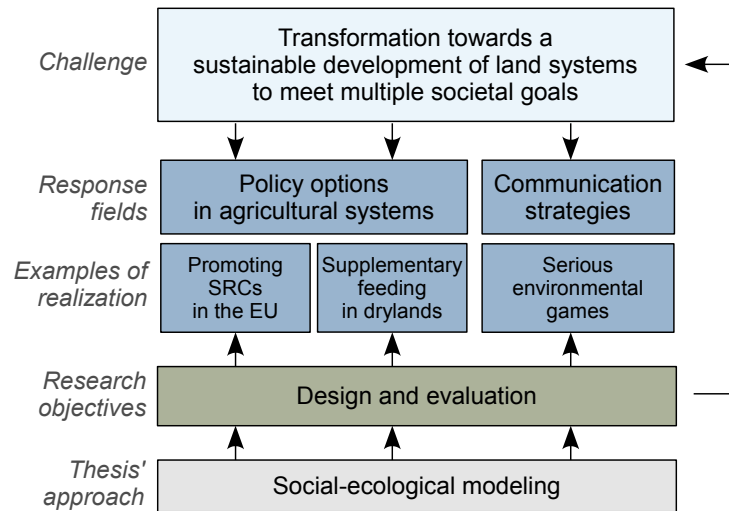 Challenge
Transformation towards a
sustainable development of land systems
to meet multiple societal goals
Response
fields
Policy options
in agricultural systems
Communication
strategies
Examples of
realization
Promoting
SRCs
in the EU
Supplementary
feeding
in drylands
Serious
environmental
games
Research
objectives
Design and evaluation
Thesis'
approach
Social-ecological modeling